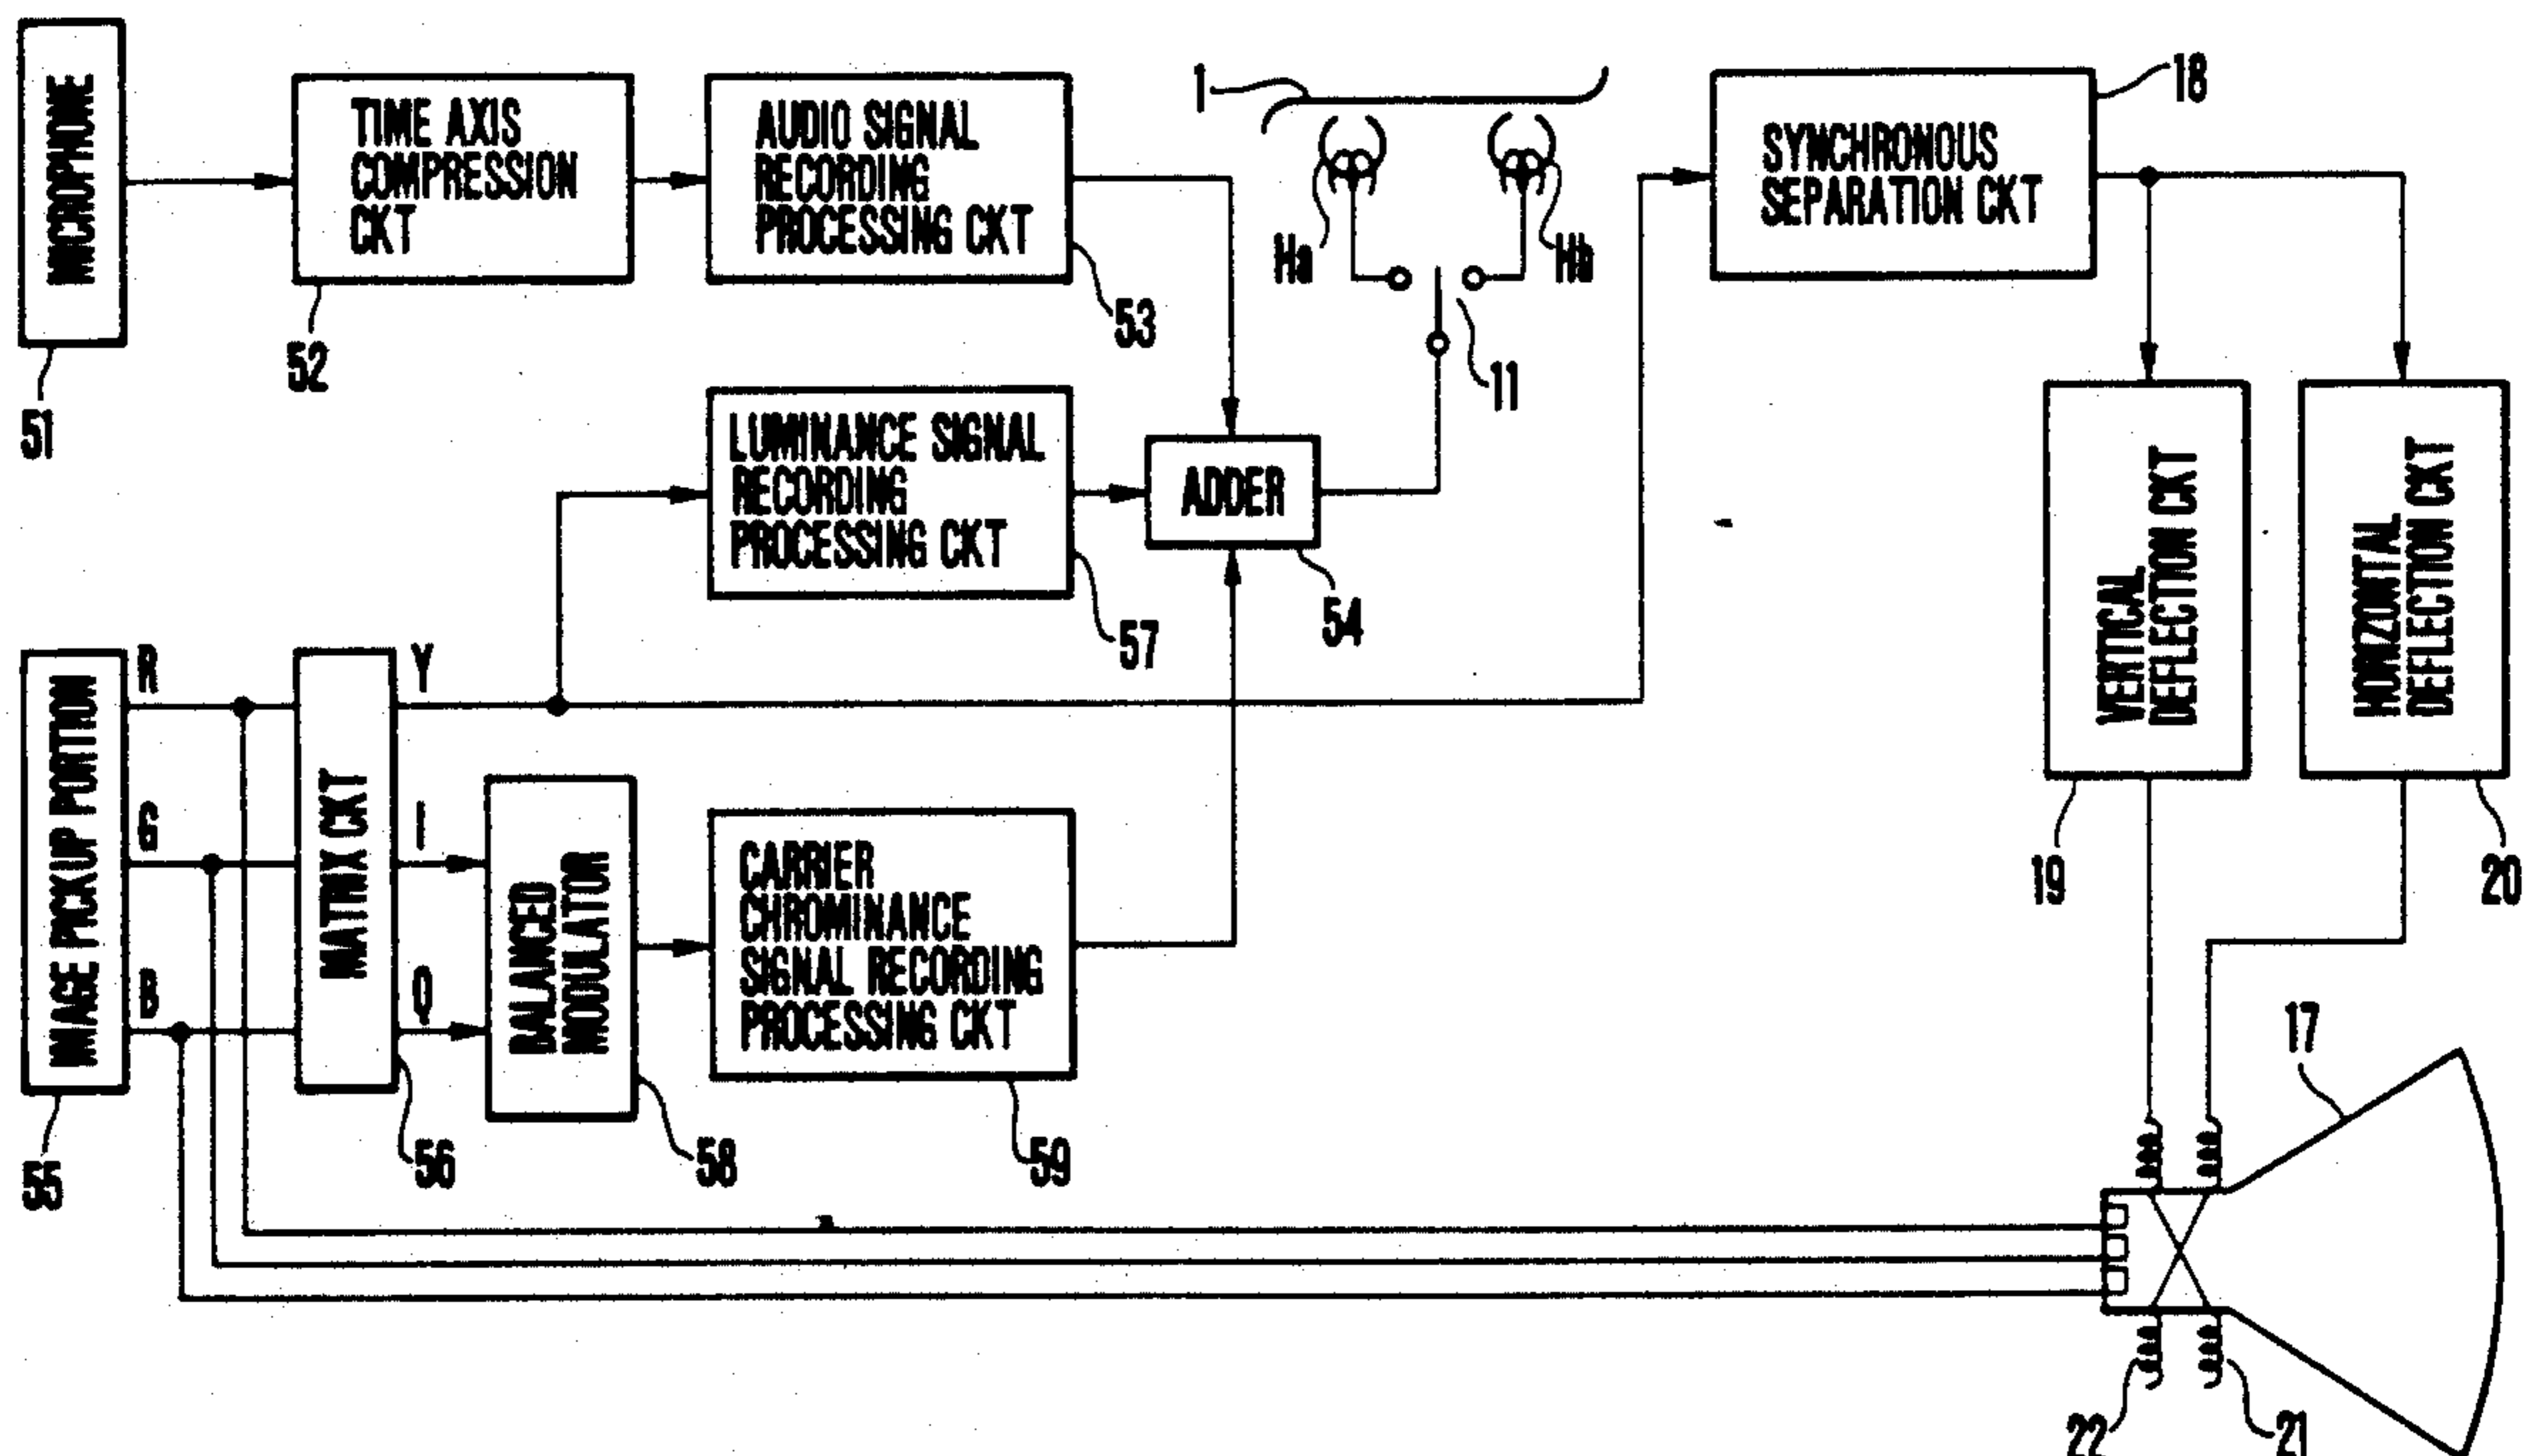 MICROPHONE
51
TIME AXIS
COMPRESSION
CKT
52
AUDIO SIGNAL
RECORDING
PROCESSING CKT
53
1
Ha
Hb
11
SYNCHRONOUS
SEPARATION CKT
18
LUMINANCE SIGNAL
RECORDING
PROCESSING CKT
57
ADDER
54
VERTICAL
DEFLECTION CKT
19
HORIZONTAL
DEFLECTION CKT
20
IMAGE PICKUP PORTION
55
R
G
B
MATRIX CKT
56
Y
I
Q
BALANCED
MODULATOR
58
CARRIER
CHROMINANCE
SIGNAL RECORDING
PROCESSING CKT
59
17
22
21